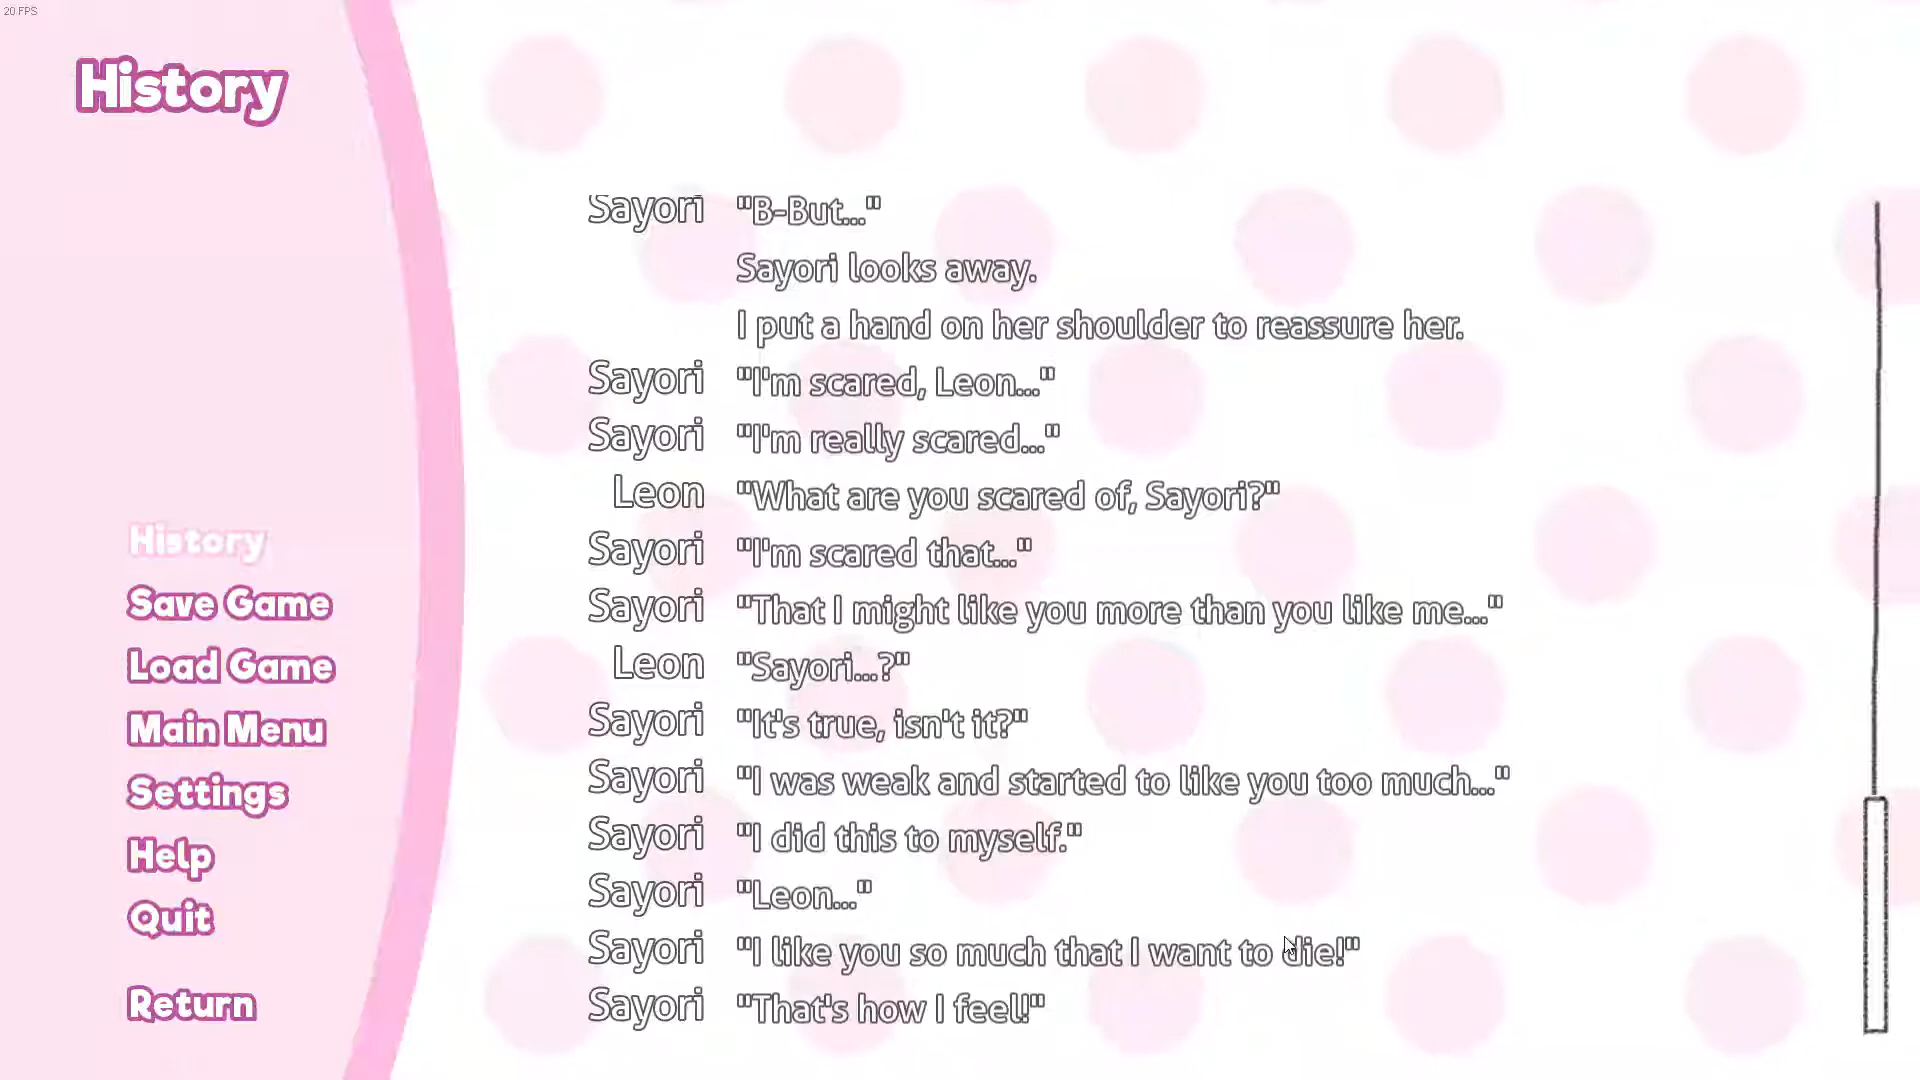 20 FPS
History
Sayori "B-But..."
Sayori looks away.
I put a hand on her shoulder to reassure her.
Sayori "I'm scared, Leon..."
Sayori "I'm really scared..."
Leon "What are you scared of, Sayori?"
Sayori "I'm scared that..."
Sayori "That I might like you more than you like me..."
Leon "Sayori...?"
Sayori "It's true, isn't it?"
Sayori "I was weak and started to like you too much..."
Sayori "I did this to myself."
Sayori "Leon..."
Sayori "I like you so much that I want to die!"
Sayori "That's how I feel!"
History
Save Game
Load Game
Main Menu
Settings
Help
Quit
Return